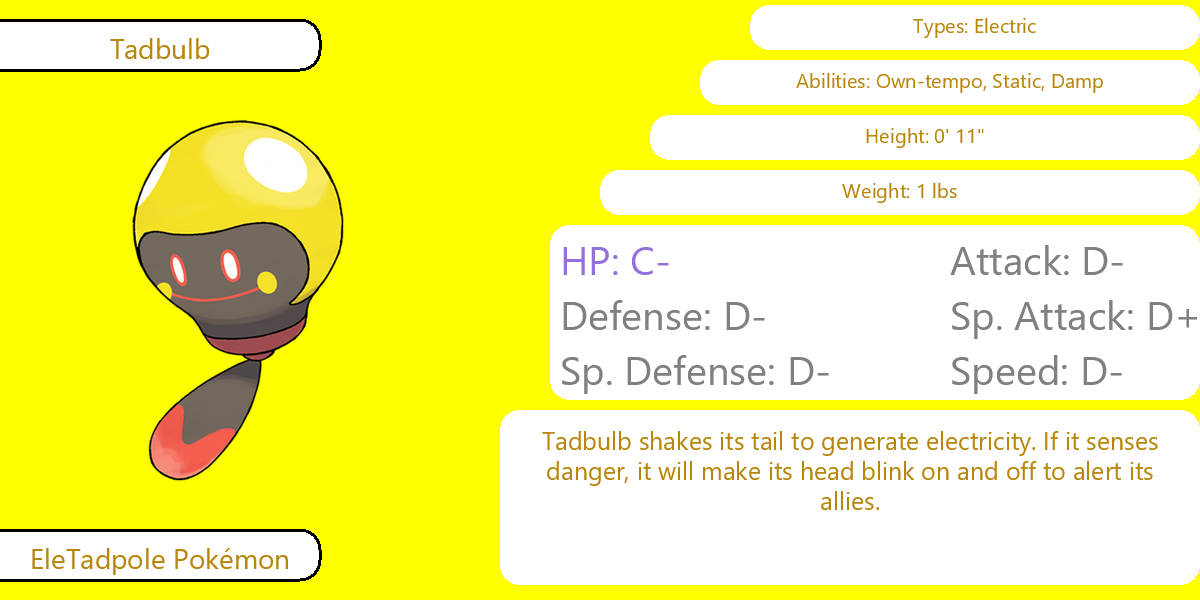 Tadbulb
EleTadpole Pokémon
Types: Electric
Abilities: Own-tempo, Static, Damp
Height: 0' 11"
Weight: 1 lbs
HP: C-
Attack: D-
Defense: D-
Sp. Attack: D+
Sp. Defense: D-
Speed: D-
Tadbulb shakes its tail to generate electricity. If it senses
danger, it will make its head blink on and off to alert its
allies.